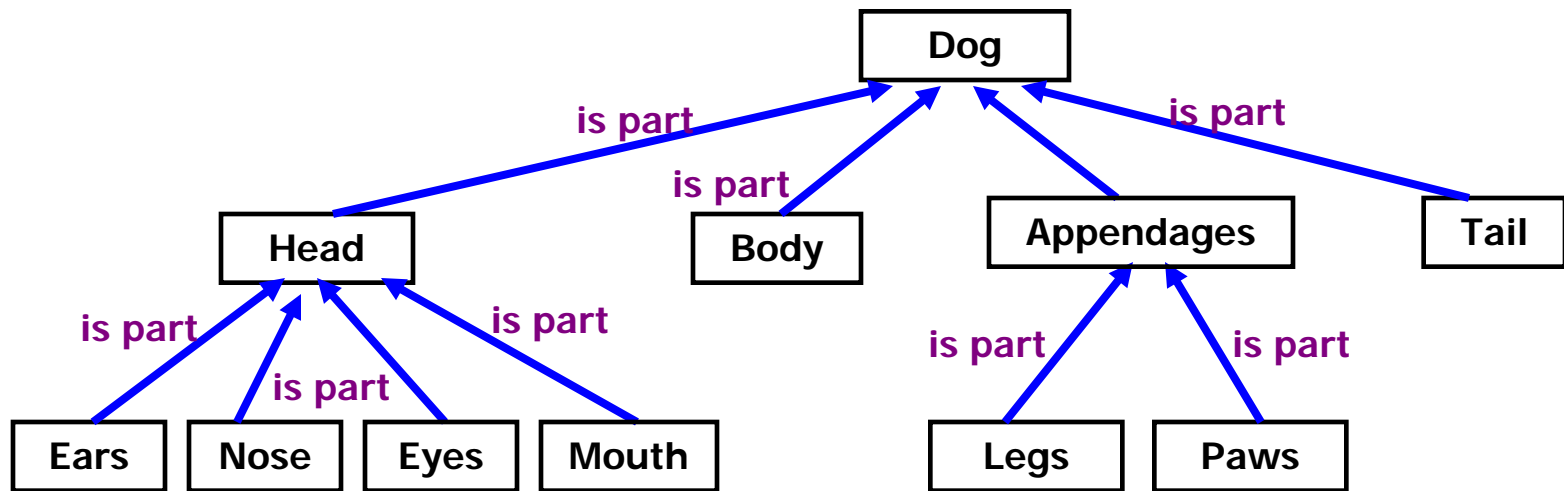 Dog
is part
is part
is part
Head
Body
Appendages
Tail
is part
is part
is part
is part
is part
Ears
Nose
Eyes
Mouth
Legs
Paws